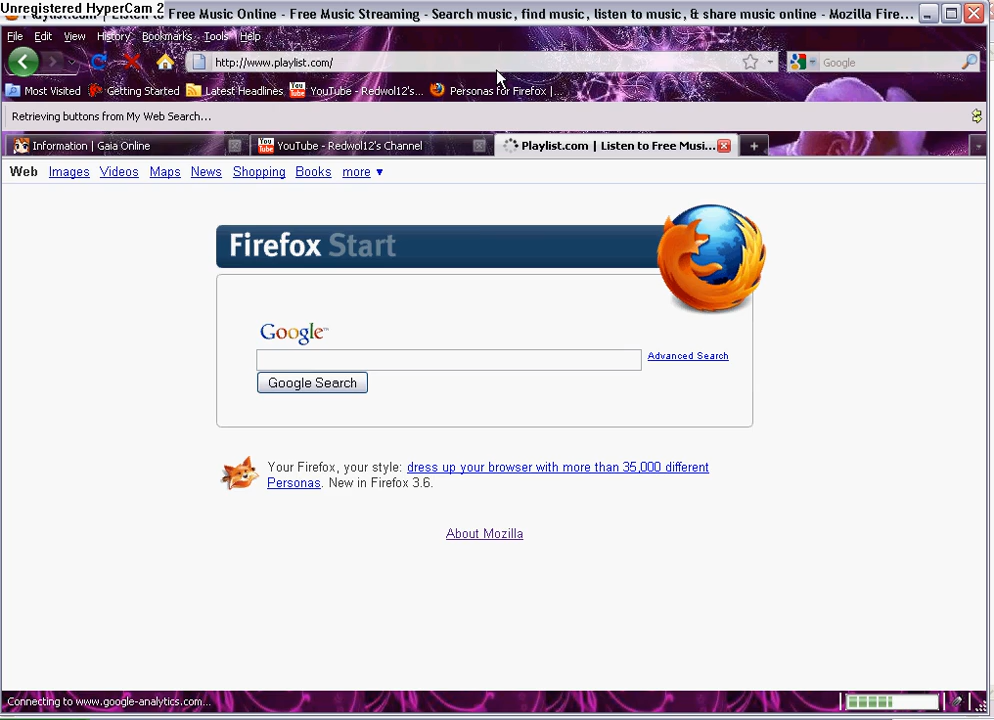 Unregistered HyperCam 2
Playlist.com | Listen to Free Music Online - Free Music Streaming - Search music, find music, listen to music, & share music online - Mozilla Fire...
File Edit View History Bookmarks Tools Help
http://www.playlist.com/ Google
Most Visited Getting Started Latest Headlines YouTube - Redwol12's... Personas for Firefox |...
Retrieving buttons from My Web Search...
Information | Gaia Online YouTube - Redwol12's Channel Playlist.com | Listen to Free Musi...
Web Images Videos Maps News Shopping Books more ▼
Firefox Start
Google™
Advanced Search
Google Search
Your Firefox, your style: dress up your browser with more than 35,000 different
Personas. New in Firefox 3.6.
About Mozilla
Connecting to www.google-analytics.com...